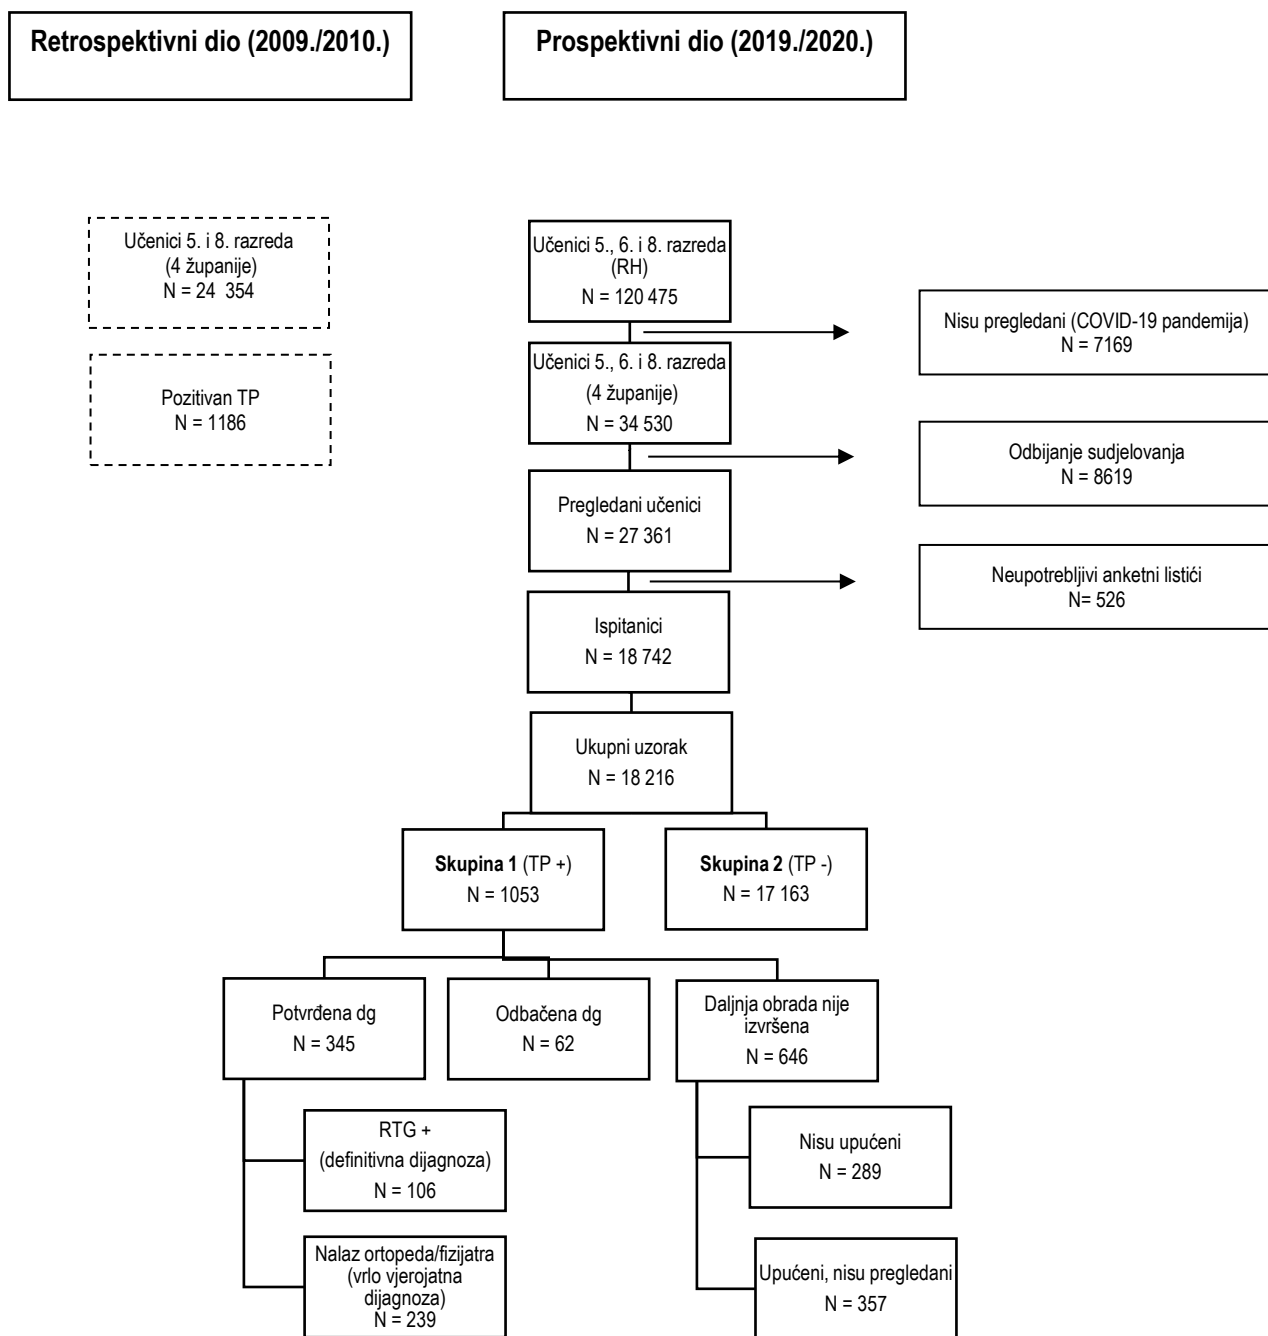 Retrospektivni dio (2009./2010.)
Prospektivni dio (2019./2020.)
Učenici 5. i 8. razreda
(4 županije)
N = 24 354
Pozitivan TP
N = 1186
Učenici 5., 6. i 8. razreda
(RH)
N = 120 475
Nisu pregledani (COVID-19 pandemija)
N = 7169
Učenici 5., 6. i 8. razreda
(4 županije)
N = 34 530
Odbijanje sudjelovanja
N = 8619
Pregledani učenici
N = 27 361
Neupotrebljivi anketni listići
N= 526
Ispitanici
N = 18 742
Ukupni uzorak
N = 18 216
Skupina 1 (TP +)
N = 1053
Skupina 2 (TP -)
N = 17 163
Potvrđena dg
N = 345
Odbačena dg
N = 62
Daljnja obrada nije
izvršena
N = 646
RTG +
(definitivna dijagnoza)
N = 106
Nisu upućeni
N = 289
Nalaz ortopeda/fizijatra
(vrlo vjerojatna
dijagnoza)
N = 239
Upućeni, nisu pregledani
N = 357